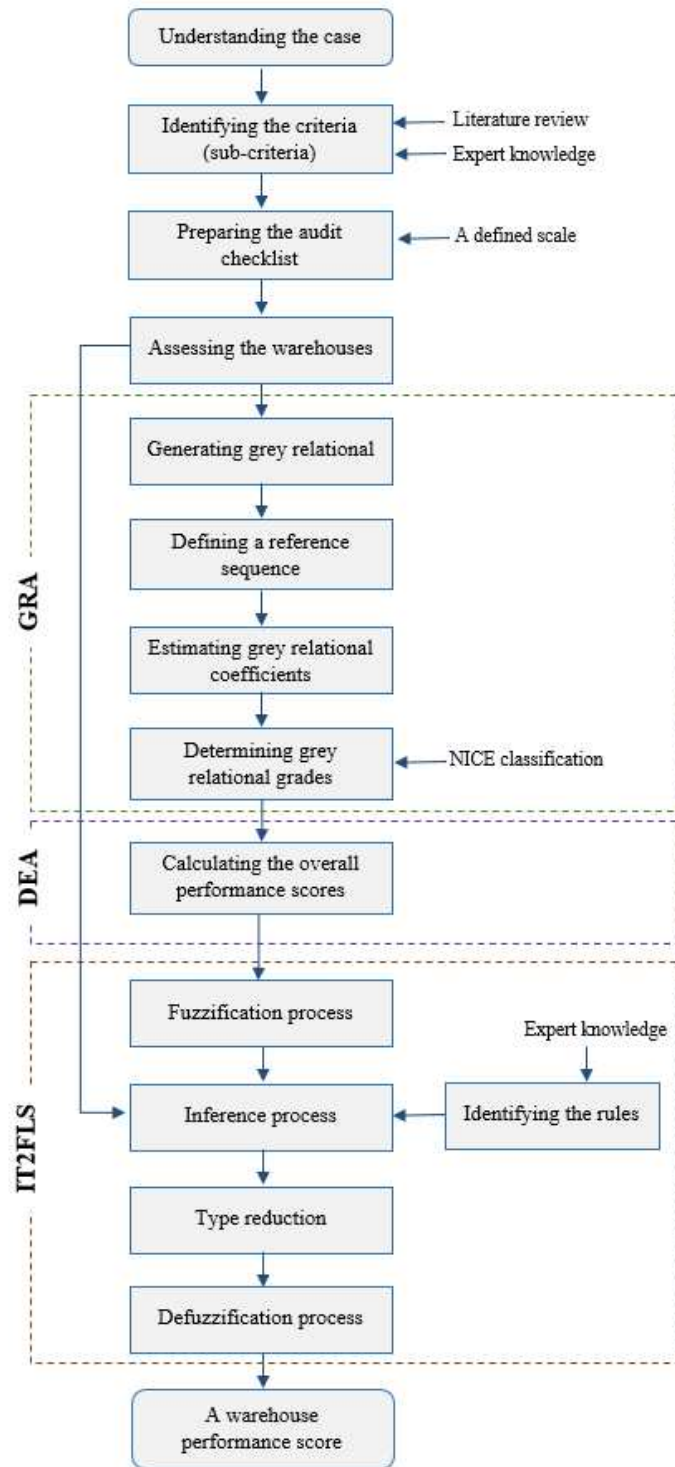 Understanding the case
Identifying the criteria
(sub-criteria)
Literature review
Expert knowledge
Preparing the audit
checklist
A defined scale
Assessing the warehouses
GRA
Generating grey relational
Defining a reference
sequence
Estimating grey relational
coefficients
Determining grey
relational grades
NICE classification
DEA
Calculating the overall
performance scores
IT2FLS
Fuzzification process
Expert knowledge
Inference process
Identifying the rules
Type reduction
Defuzzification process
A warehouse
performance score